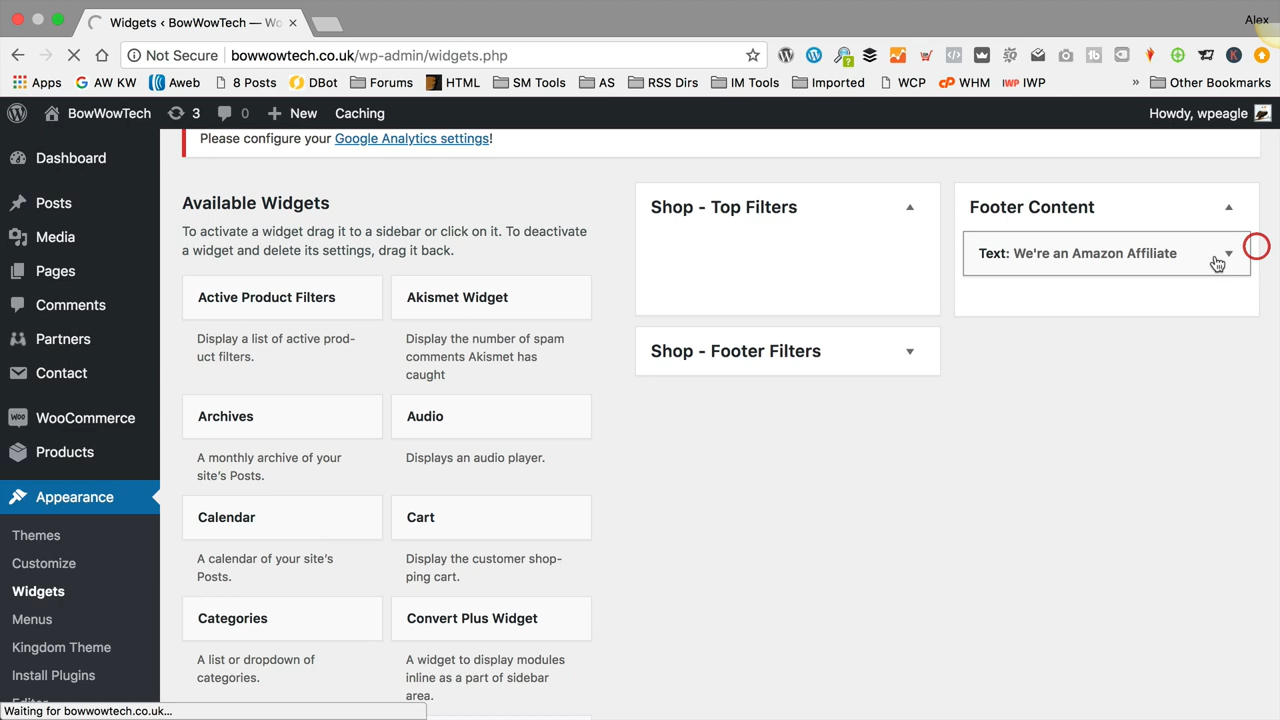 Widgets ‹ BowWowTech — Wo
Alex
Not Secure
bowwowtech.co.uk/wp-admin/widgets.php
Apps
AW KW
Aweb
8 Posts
DBot
Forums
HTML
SM Tools
AS
RSS Dirs
IM Tools
Imported
WCP
WHM
IWP
»
Other Bookmarks
BowWowTech
3
0
New
Caching
Howdy, wpeagle
Dashboard
Posts
Media
Pages
Comments
Partners
Contact
WooCommerce
Products
Appearance
Themes
Customize
Widgets
Menus
Kingdom Theme
Install Plugins
Please configure your Google Analytics settings!
Available Widgets
To activate a widget drag it to a sidebar or click on it. To deactivate
a widget and delete its settings, drag it back.
Active Product Filters
Display a list of active prod-
uct filters.
Akismet Widget
Display the number of spam
comments Akismet has
caught
Archives
A monthly archive of your
site's Posts.
Audio
Displays an audio player.
Calendar
A calendar of your site's
Posts.
Cart
Display the customer shop-
ping cart.
Categories
A list or dropdown of
categories.
Convert Plus Widget
A widget to display modules
inline as a part of sidebar
area.
Shop - Top Filters
Shop - Footer Filters
Footer Content
Text: We're an Amazon Affiliate
Waiting for bowwowtech.co.uk...